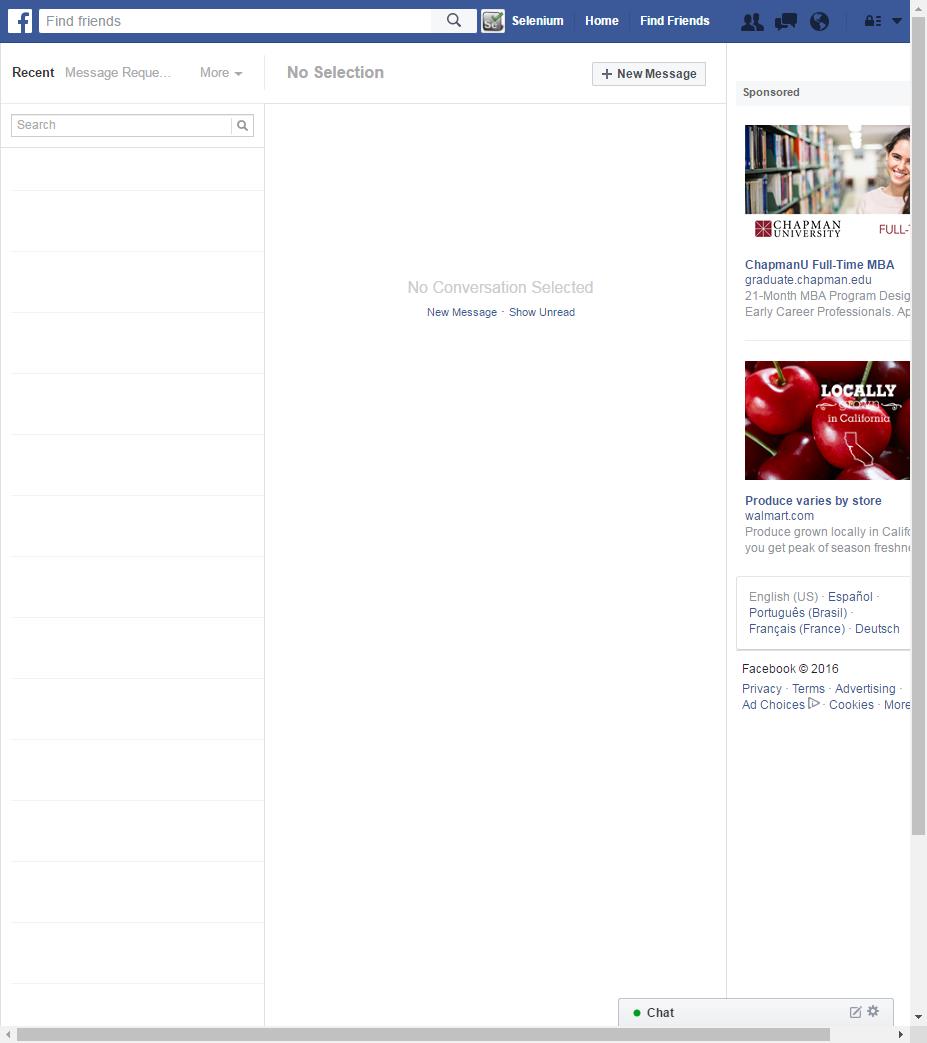 Find friends
Selenium
Home
Find Friends
Recent
Message Reque...
More
No Selection
+ New Message
Search
No Conversation Selected
New Message · Show Unread
Sponsored
CHAPMAN
UNIVERSITY
FULL-
ChapmanU Full-Time MBA
graduate.chapman.edu
21-Month MBA Program Desig
Early Career Professionals. Ap
LOCALLY
grown
in California
Produce varies by store
walmart.com
Produce grown locally in Califo
you get peak of season freshne
English (US) · Español ·
Português (Brasil) ·
Français (France) · Deutsch
Facebook © 2016
Privacy · Terms · Advertising ·
Ad Choices · Cookies · More
Chat